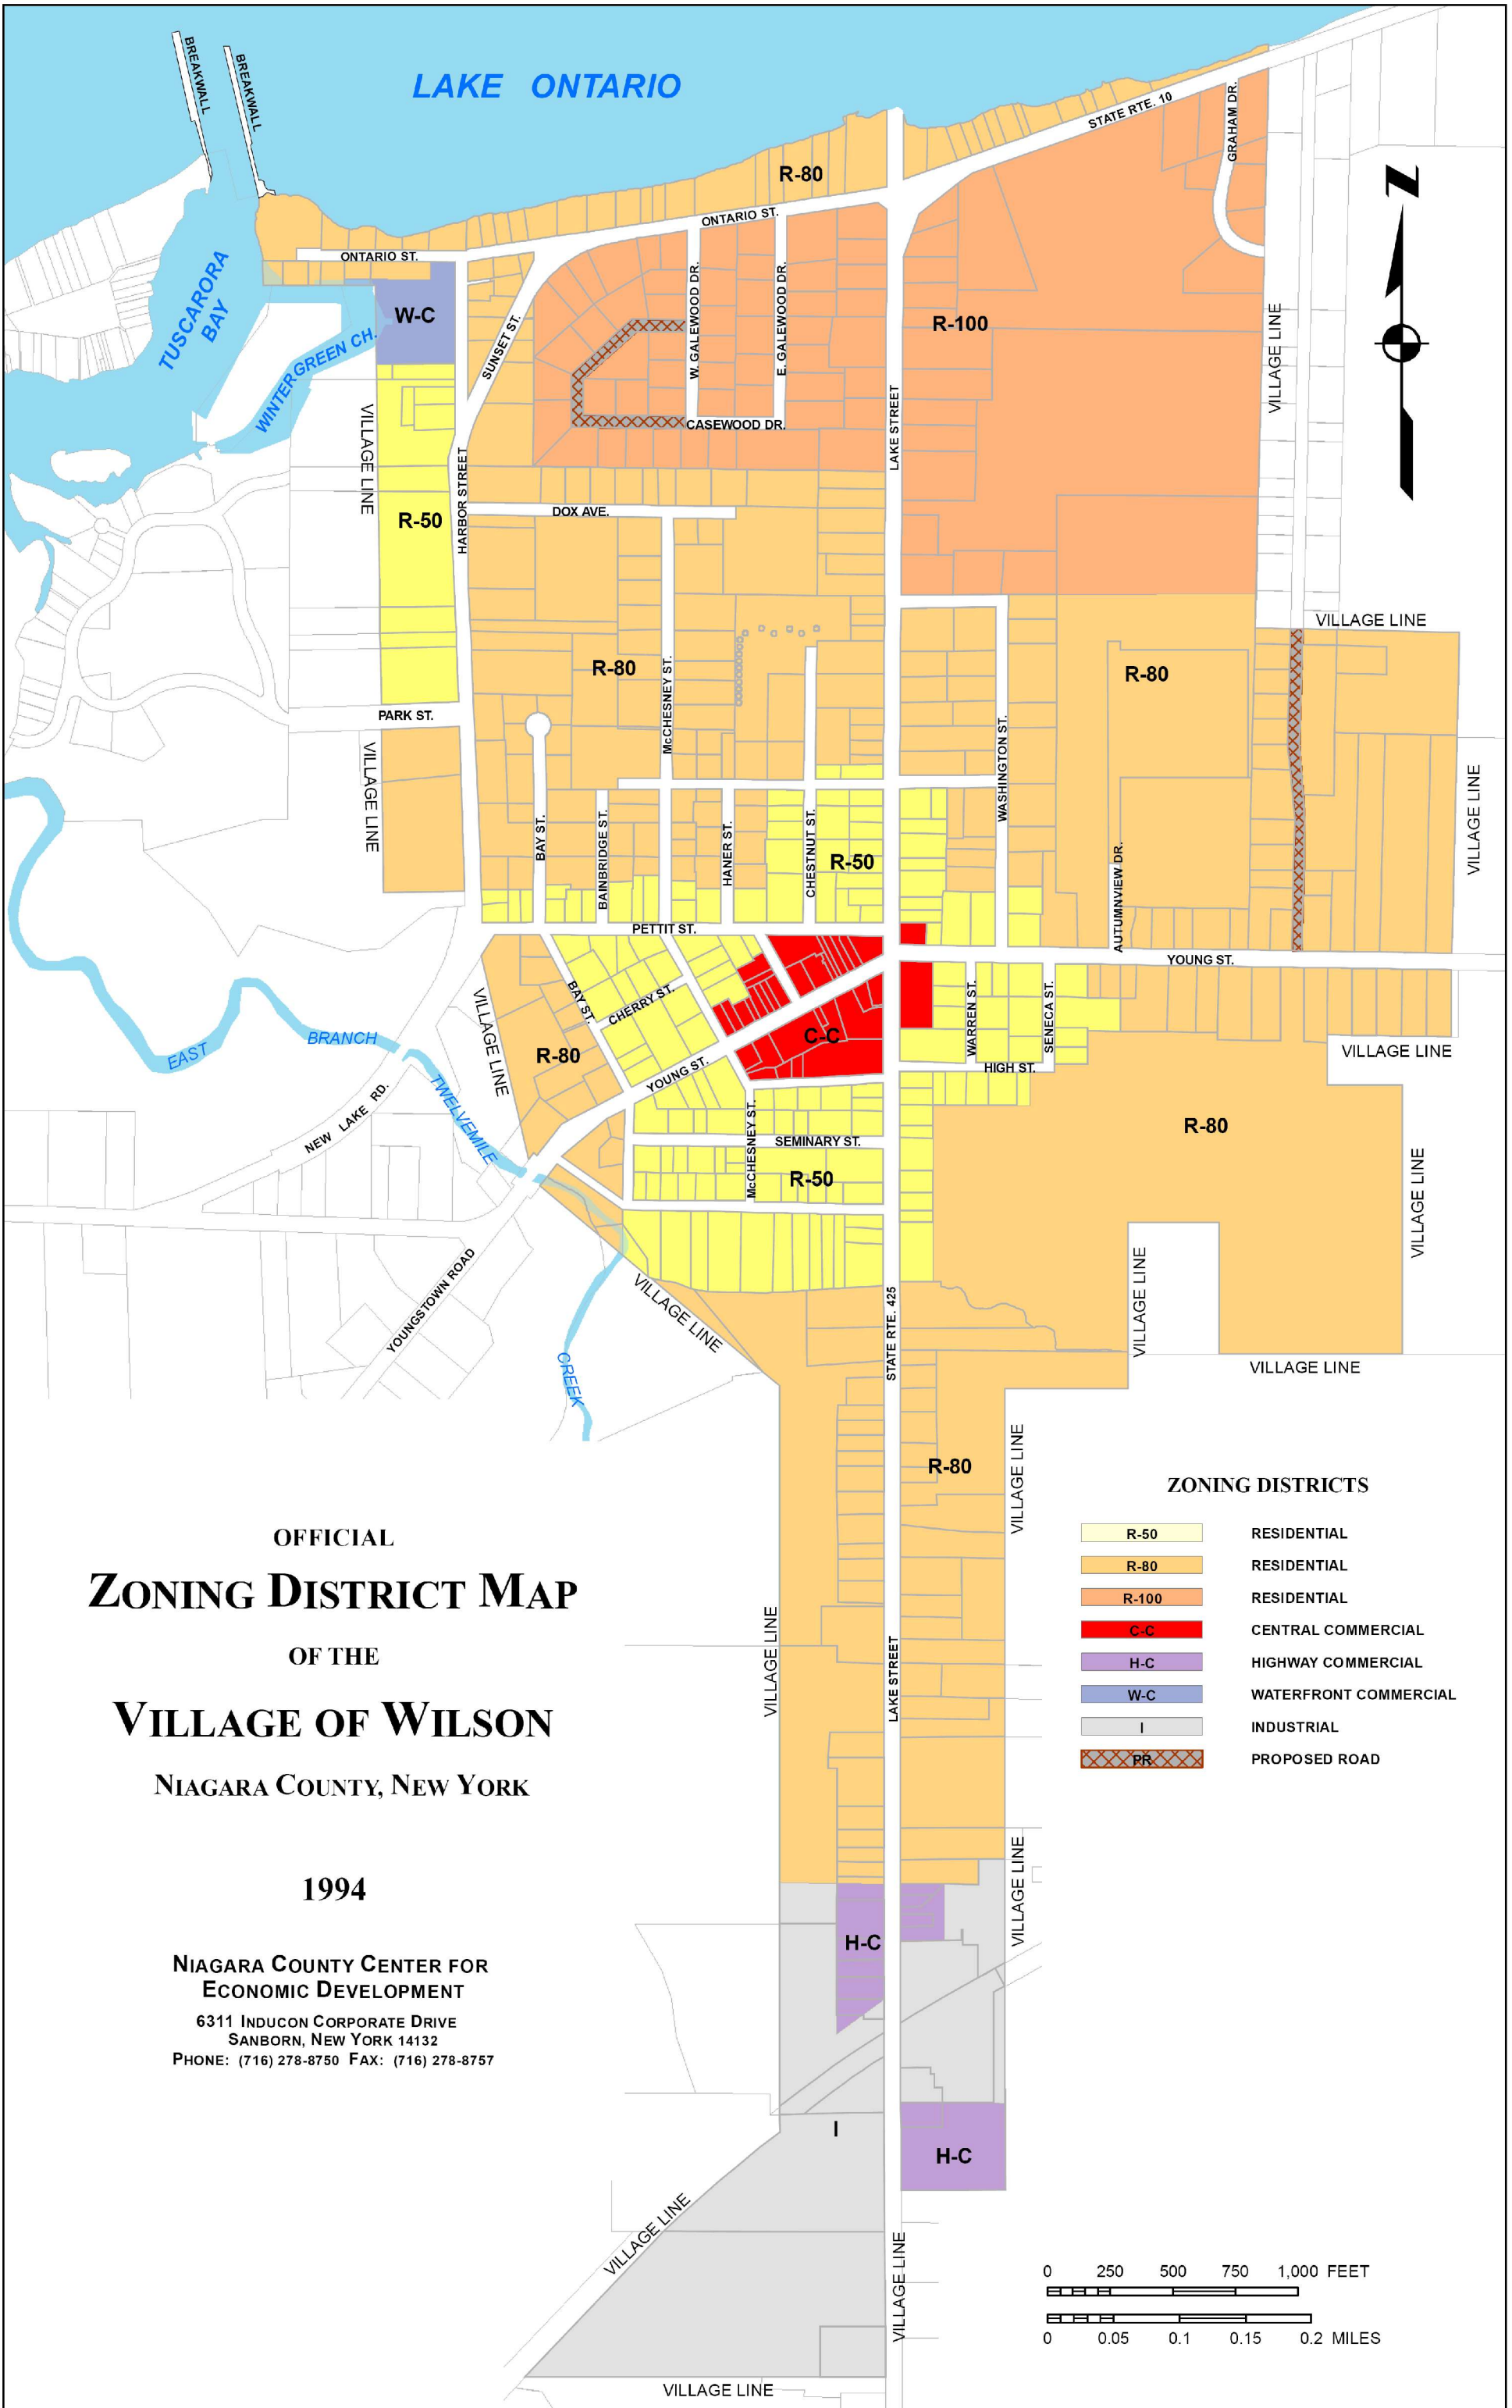 BREAKWALL
BREAKWALL
LAKE ONTARIO
STATE RTE. 10
GRAHAM DR.
R-80
ONTARIO ST.
ONTARIO ST.
TUSCARORA
BAY
W-C
WINTER GREEN CH.
SUNSET ST.
W. GALEWOOD DR.
E. GALEWOOD DR.
CASEWOOD DR.
LAKE STREET
R-100
VILLAGE LINE
N
VILLAGE LINE
R-50
HARBOR STREET
DOX AVE.
VILLAGE LINE
R-80
McCHESNEY ST.
R-80
PARK ST.
VILLAGE LINE
WASHINGTON ST.
VILLAGE LINE
BAY ST.
BAINBRIDGE ST.
HANER ST.
CHESTNUT ST.
R-50
AUTUMNVIEW DR.
PETTIT ST.
YOUNG ST.
VILLAGE LINE
BAY ST.
CHERRY ST.
C-C
WARREN ST.
SENECA ST.
EAST
BRANCH
TWELVEMILE
CREEK
R-80
YOUNG ST.
HIGH ST.
VILLAGE LINE
NEW LAKE RD.
McCHESNEY ST.
SEMINARY ST.
R-50
R-80
VILLAGE LINE
YOUNGSTOWN ROAD
VILLAGE LINE
STATE RTE. 425
VILLAGE LINE
VILLAGE LINE
R-80
VILLAGE LINE
VILLAGE LINE
LAKE STREET
ZONING DISTRICTS
R-50 RESIDENTIAL
R-80 RESIDENTIAL
R-100 RESIDENTIAL
C-C CENTRAL COMMERCIAL
H-C HIGHWAY COMMERCIAL
W-C WATERFRONT COMMERCIAL
I INDUSTRIAL
PR PROPOSED ROAD
OFFICIAL
ZONING DISTRICT MAP
OF THE
VILLAGE OF WILSON
NIAGARA COUNTY, NEW YORK
1994
NIAGARA COUNTY CENTER FOR
ECONOMIC DEVELOPMENT
6311 INDUCON CORPORATE DRIVE
SANBORN, NEW YORK 14132
PHONE: (716) 278-8750 FAX: (716) 278-8757
VILLAGE LINE
H-C
I
H-C
VILLAGE LINE
VILLAGE LINE
VILLAGE LINE
0 250 500 750 1,000 FEET
0 0.05 0.1 0.15 0.2 MILES